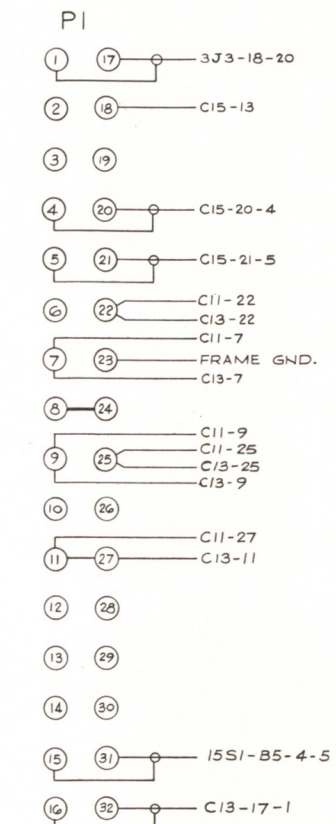 P1
1 17 3J3-18-20
2 18 C15-13
3 19
4 20 C15-20-4
5 21 C15-21-5
6 22 C11-22
C13-22
C11-7
7 23 FRAME GND.
C13-7
8 24
C11-9
9 25 C11-25
C13-25
C13-9
10 26
C11-27
11 27 C13-11
12 28
13 29
14 30
15 31 15S1-B5-4-5
16 32 C13-17-1